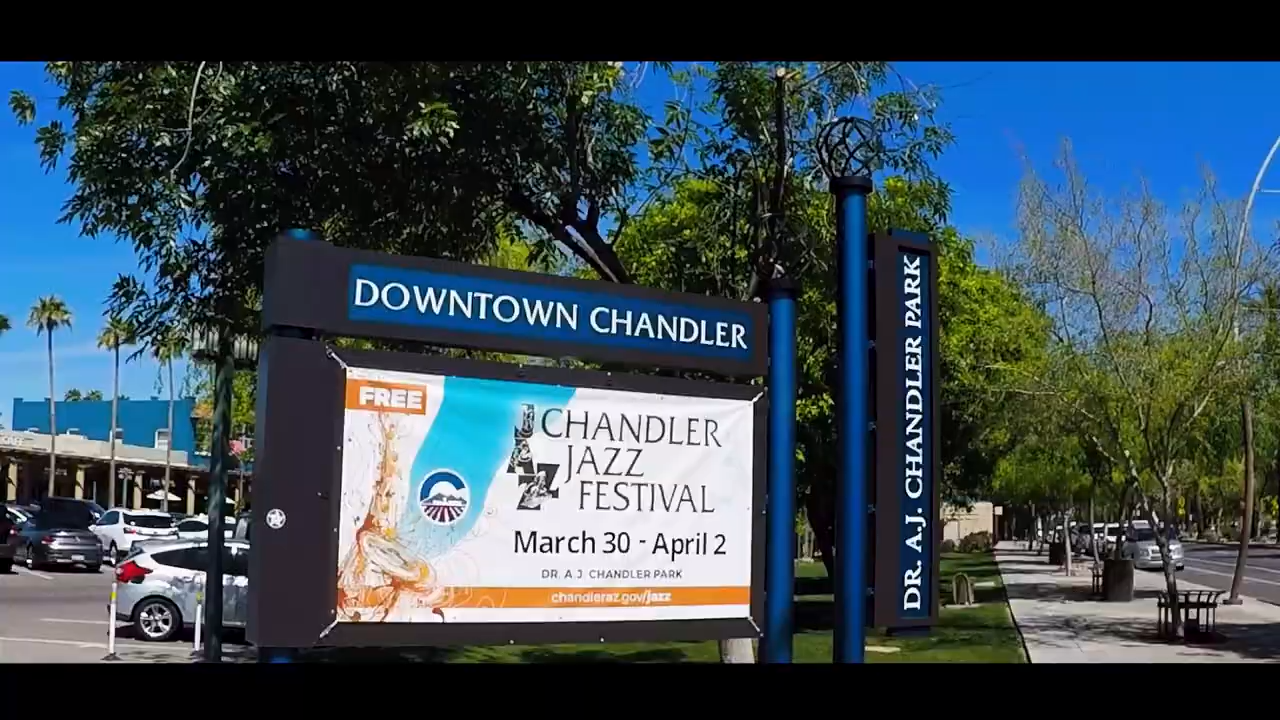 DOWNTOWN CHANDLER
FREE
JAZZ
CHANDLER
JAZZ
FESTIVAL
March 30 - April 2
DR. A.J. CHANDLER PARK
chandleraz.gov/jazz
DR. A.J. CHANDLER PARK